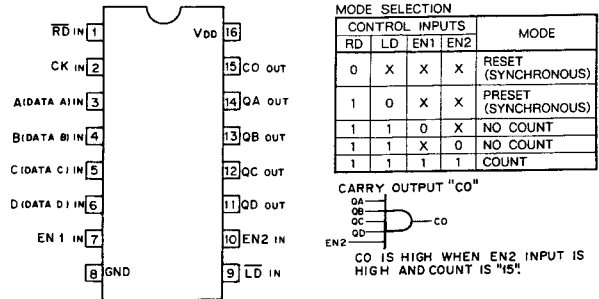 RD IN 1
CK IN 2
A(DATA A) IN 3
B(DATA B) IN 4
C(DATA C) IN 5
D(DATA D) IN 6
EN 1 IN 7
8 GND
VDD 16
15 CO OUT
14 QA OUT
13 QB OUT
12 QC OUT
11 QD OUT
10 EN2 IN
9 LD IN
MODE SELECTION
CONTROL INPUTS MODE
RD LD EN1 EN2
0 X X X RESET
(SYNCHRONOUS)
1 0 X X PRESET
(SYNCHRONOUS)
1 1 0 X NO COUNT
1 1 X 0 NO COUNT
1 1 1 1 COUNT
CARRY OUTPUT "CO"
QA
QB
QC
QD
EN2
CO
CO IS HIGH WHEN EN2 INPUT IS
HIGH AND COUNT IS "15".